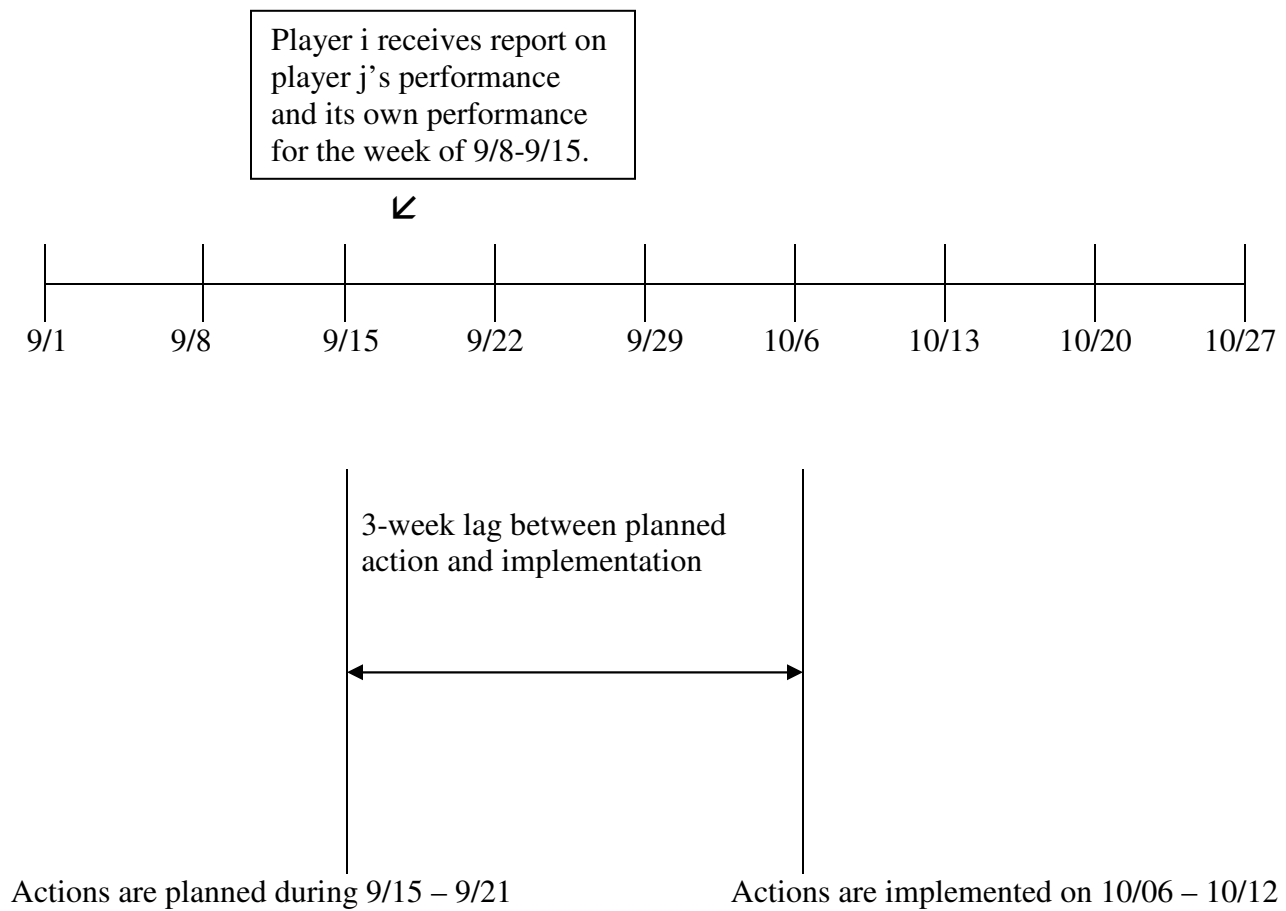 Player i receives report on
player j’s performance
and its own performance
for the week of 9/8-9/15.
9/1 9/8 9/15 9/22 9/29 10/6 10/13 10/20 10/27
3-week lag between planned
action and implementation
Actions are planned during 9/15 – 9/21 Actions are implemented on 10/06 – 10/12